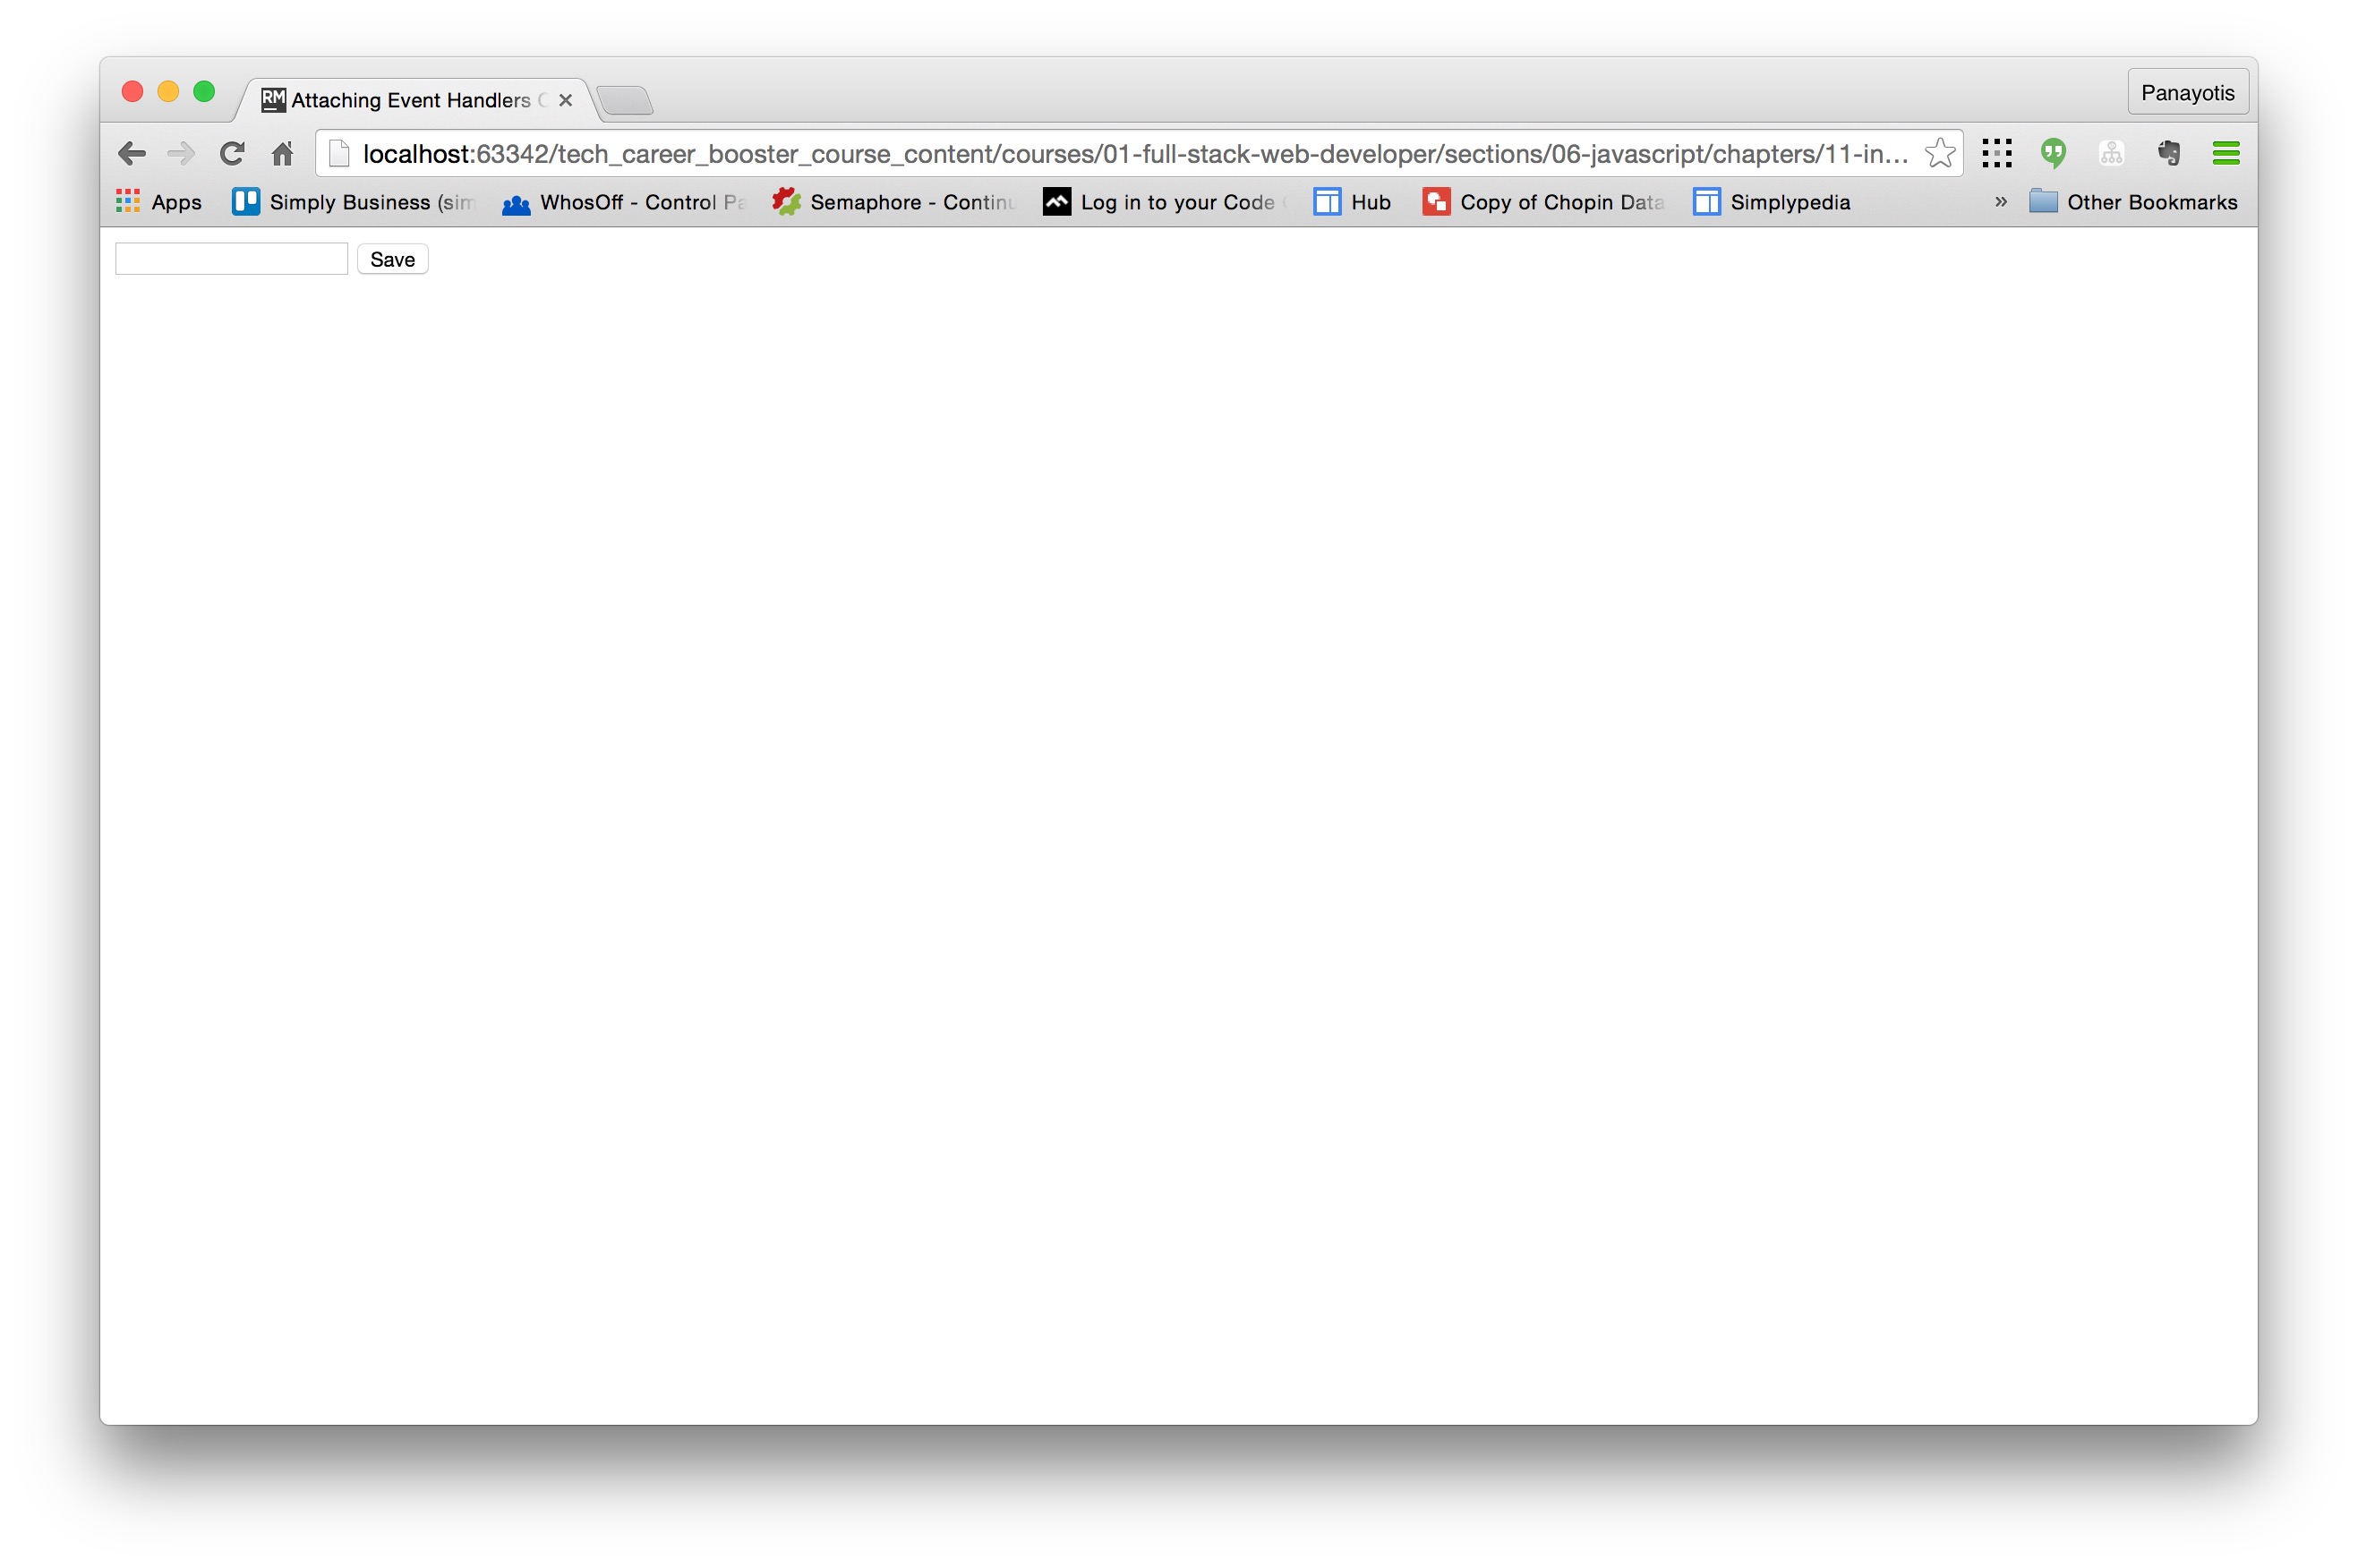 RM Attaching Event Handlers
Panayotis
localhost:63342/tech_career_booster_course_content/courses/01-full-stack-web-developer/sections/06-javascript/chapters/11-in...
Apps Simply Business (sim WhosOff - Control Pa Semaphore - Continu Log in to your Code Hub Copy of Chopin Data Simplypedia » Other Bookmarks
Save